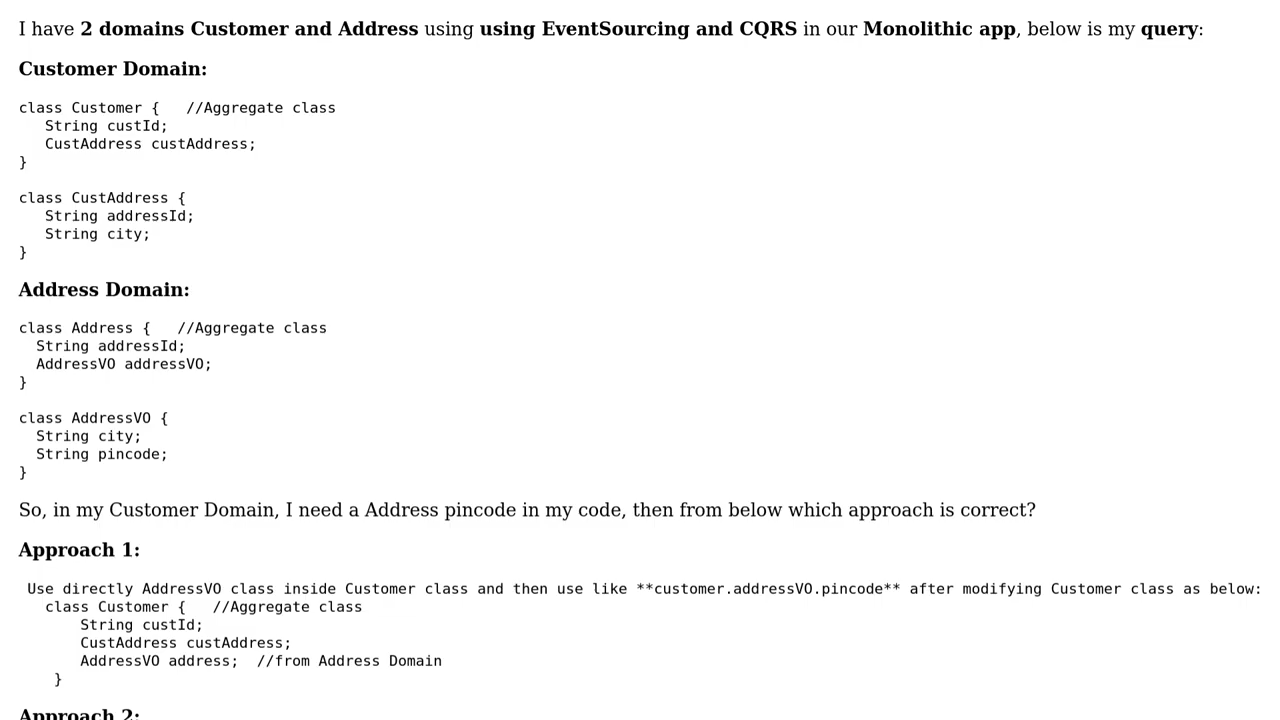 I have 2 domains Customer and Address using using EventSourcing and CQRS in our Monolithic app, below is my query:
Customer Domain:
class Customer {   //Aggregate class
   String custId;
   CustAddress custAddress;
}
class CustAddress {
   String addressId;
   String city;
}
Address Domain:
class Address {   //Aggregate class
  String addressId;
  AddressVO addressVO;
}
class AddressVO {
  String city;
  String pincode;
}
So, in my Customer Domain, I need a Address pincode in my code, then from below which approach is correct?
Approach 1:
 Use directly AddressVO class inside Customer class and then use like **customer.addressVO.pincode** after modifying Customer class as below:
   class Customer {   //Aggregate class
       String custId;
       CustAddress custAddress;
       AddressVO address;  //from Address Domain
    }
Approach 2: